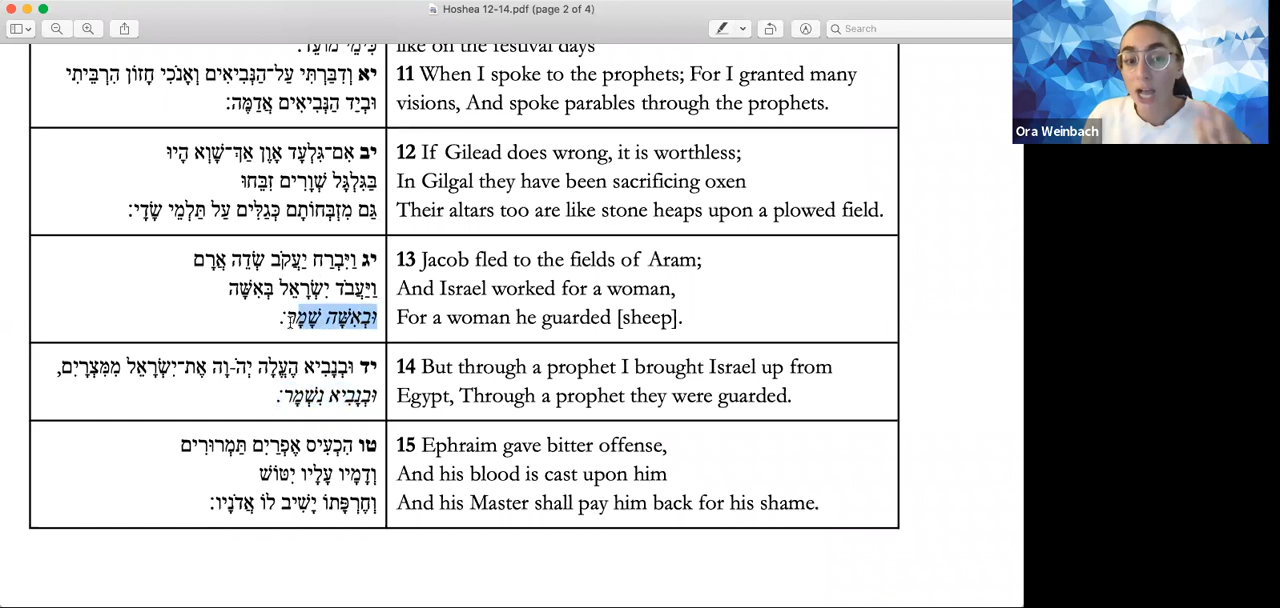 Hoshea 12-14.pdf (page 2 of 4)
Search
Ora Weinbach
כִּימֵי מוֹעֵד׃
like on the festival days
יא וְדִבַּרְתִּי עַל־הַנְּבִיאִים וְאָנֹכִי חָזוֹן הִרְבֵּיתִי
וּבְיַד הַנְּבִיאִים אֲדַמֶּה׃
11 When I spoke to the prophets; For I granted many
visions, And spoke parables through the prophets.
יב אִם־גִּלְעָד אָוֶן אַךְ־שָׁוְא הָיוּ
בַּגִּלְגָּל שְׁוָרִים זִבֵּחוּ
גַּם מִזְבְּחוֹתָם כְּגַלִּים עַל תַּלְמֵי שָׂדָי׃
12 If Gilead does wrong, it is worthless;
In Gilgal they have been sacrificing oxen
Their altars too are like stone heaps upon a plowed field.
יג וַיִּבְרַח יַעֲקֹב שְׂדֵה אֲרָם
וַיַּעֲבֹד יִשְׂרָאֵל בְּאִשָּׁה
וּבְאִשָּׁה שָׁמָר׃
13 Jacob fled to the fields of Aram;
And Israel worked for a woman,
For a woman he guarded [sheep].
יד וּבְנָבִיא הֶעֱלָה יְהֹ-וָה אֶת־יִשְׂרָאֵל מִמִּצְרָיִם,
וּבְנָבִיא נִשְׁמָר׃
14 But through a prophet I brought Israel up from
Egypt, Through a prophet they were guarded.
טו הִכְעִיס אֶפְרַיִם תַּמְרוּרִים
וְדָמָיו עָלָיו יִטּוֹשׁ
וְחֶרְפָּתוֹ יָשִׁיב לוֹ אֲדֹנָיו׃
15 Ephraim gave bitter offense,
And his blood is cast upon him
And his Master shall pay him back for his shame.